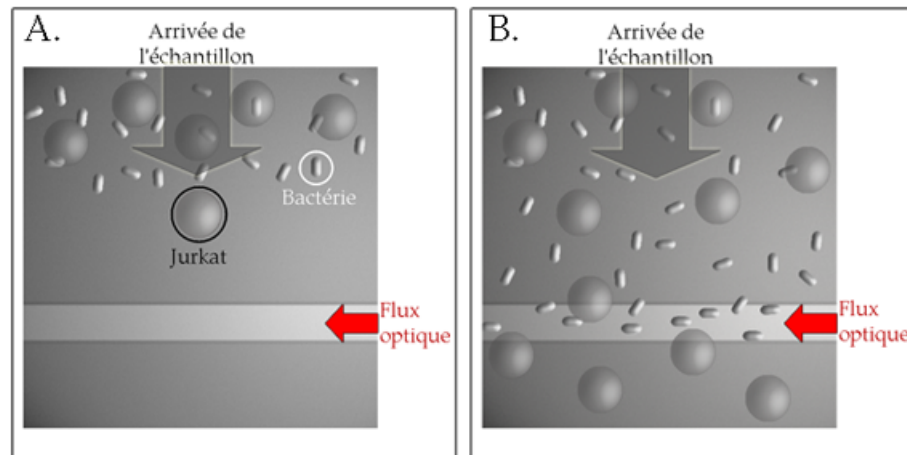 A.
Arrivée de
l'échantillon
Bactérie
Jurkat
Flux
optique
B.
Arrivée de
l'échantillon
Flux
optique